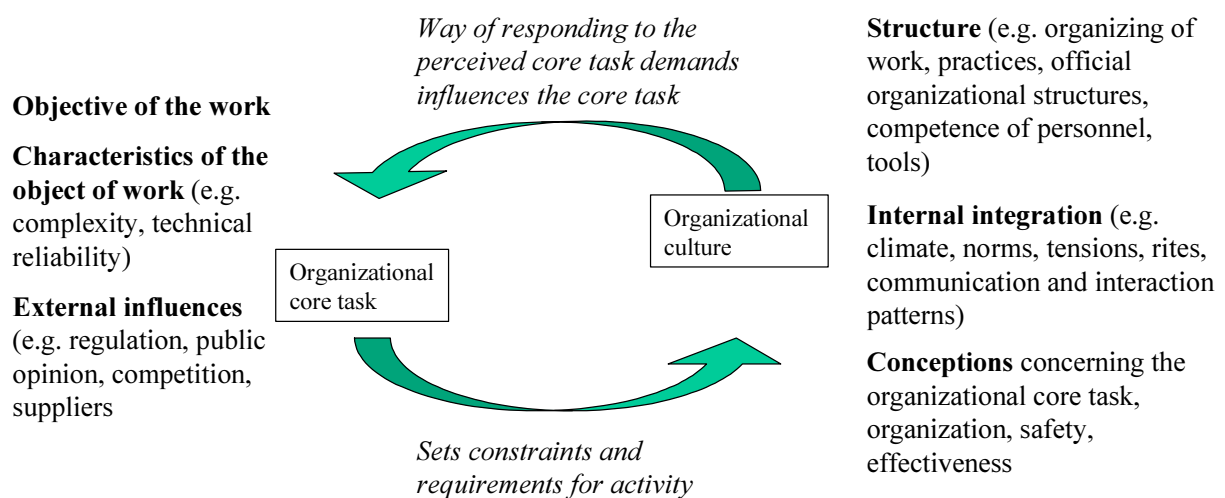 Way of responding to the
perceived core task demands
influences the core task
Objective of the work
Characteristics of the
object of work (e.g.
complexity, technical
reliability)
External influences
(e.g. regulation, public
opinion, competition,
suppliers
Organizational
core task
Organizational
culture
Structure (e.g. organizing of
work, practices, official
organizational structures,
competence of personnel,
tools)
Internal integration (e.g.
climate, norms, tensions, rites,
communication and interaction
patterns)
Conceptions concerning the
organizational core task,
organization, safety,
effectiveness
Sets constraints and
requirements for activity